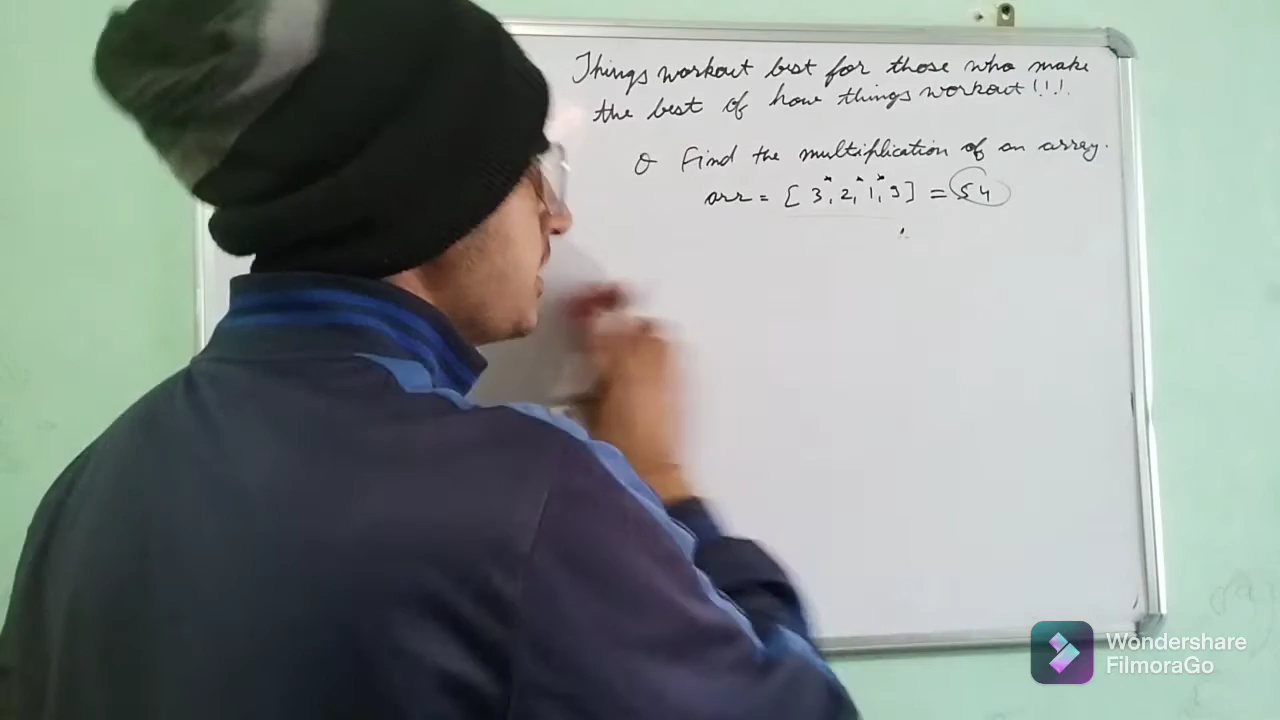 Things workout best for those who make
the best of how things workout!!!
Find the multiplication of an array.
arr = [ 3, 2, 1, 9 ] = 54
Wondershare
FilmoraGo